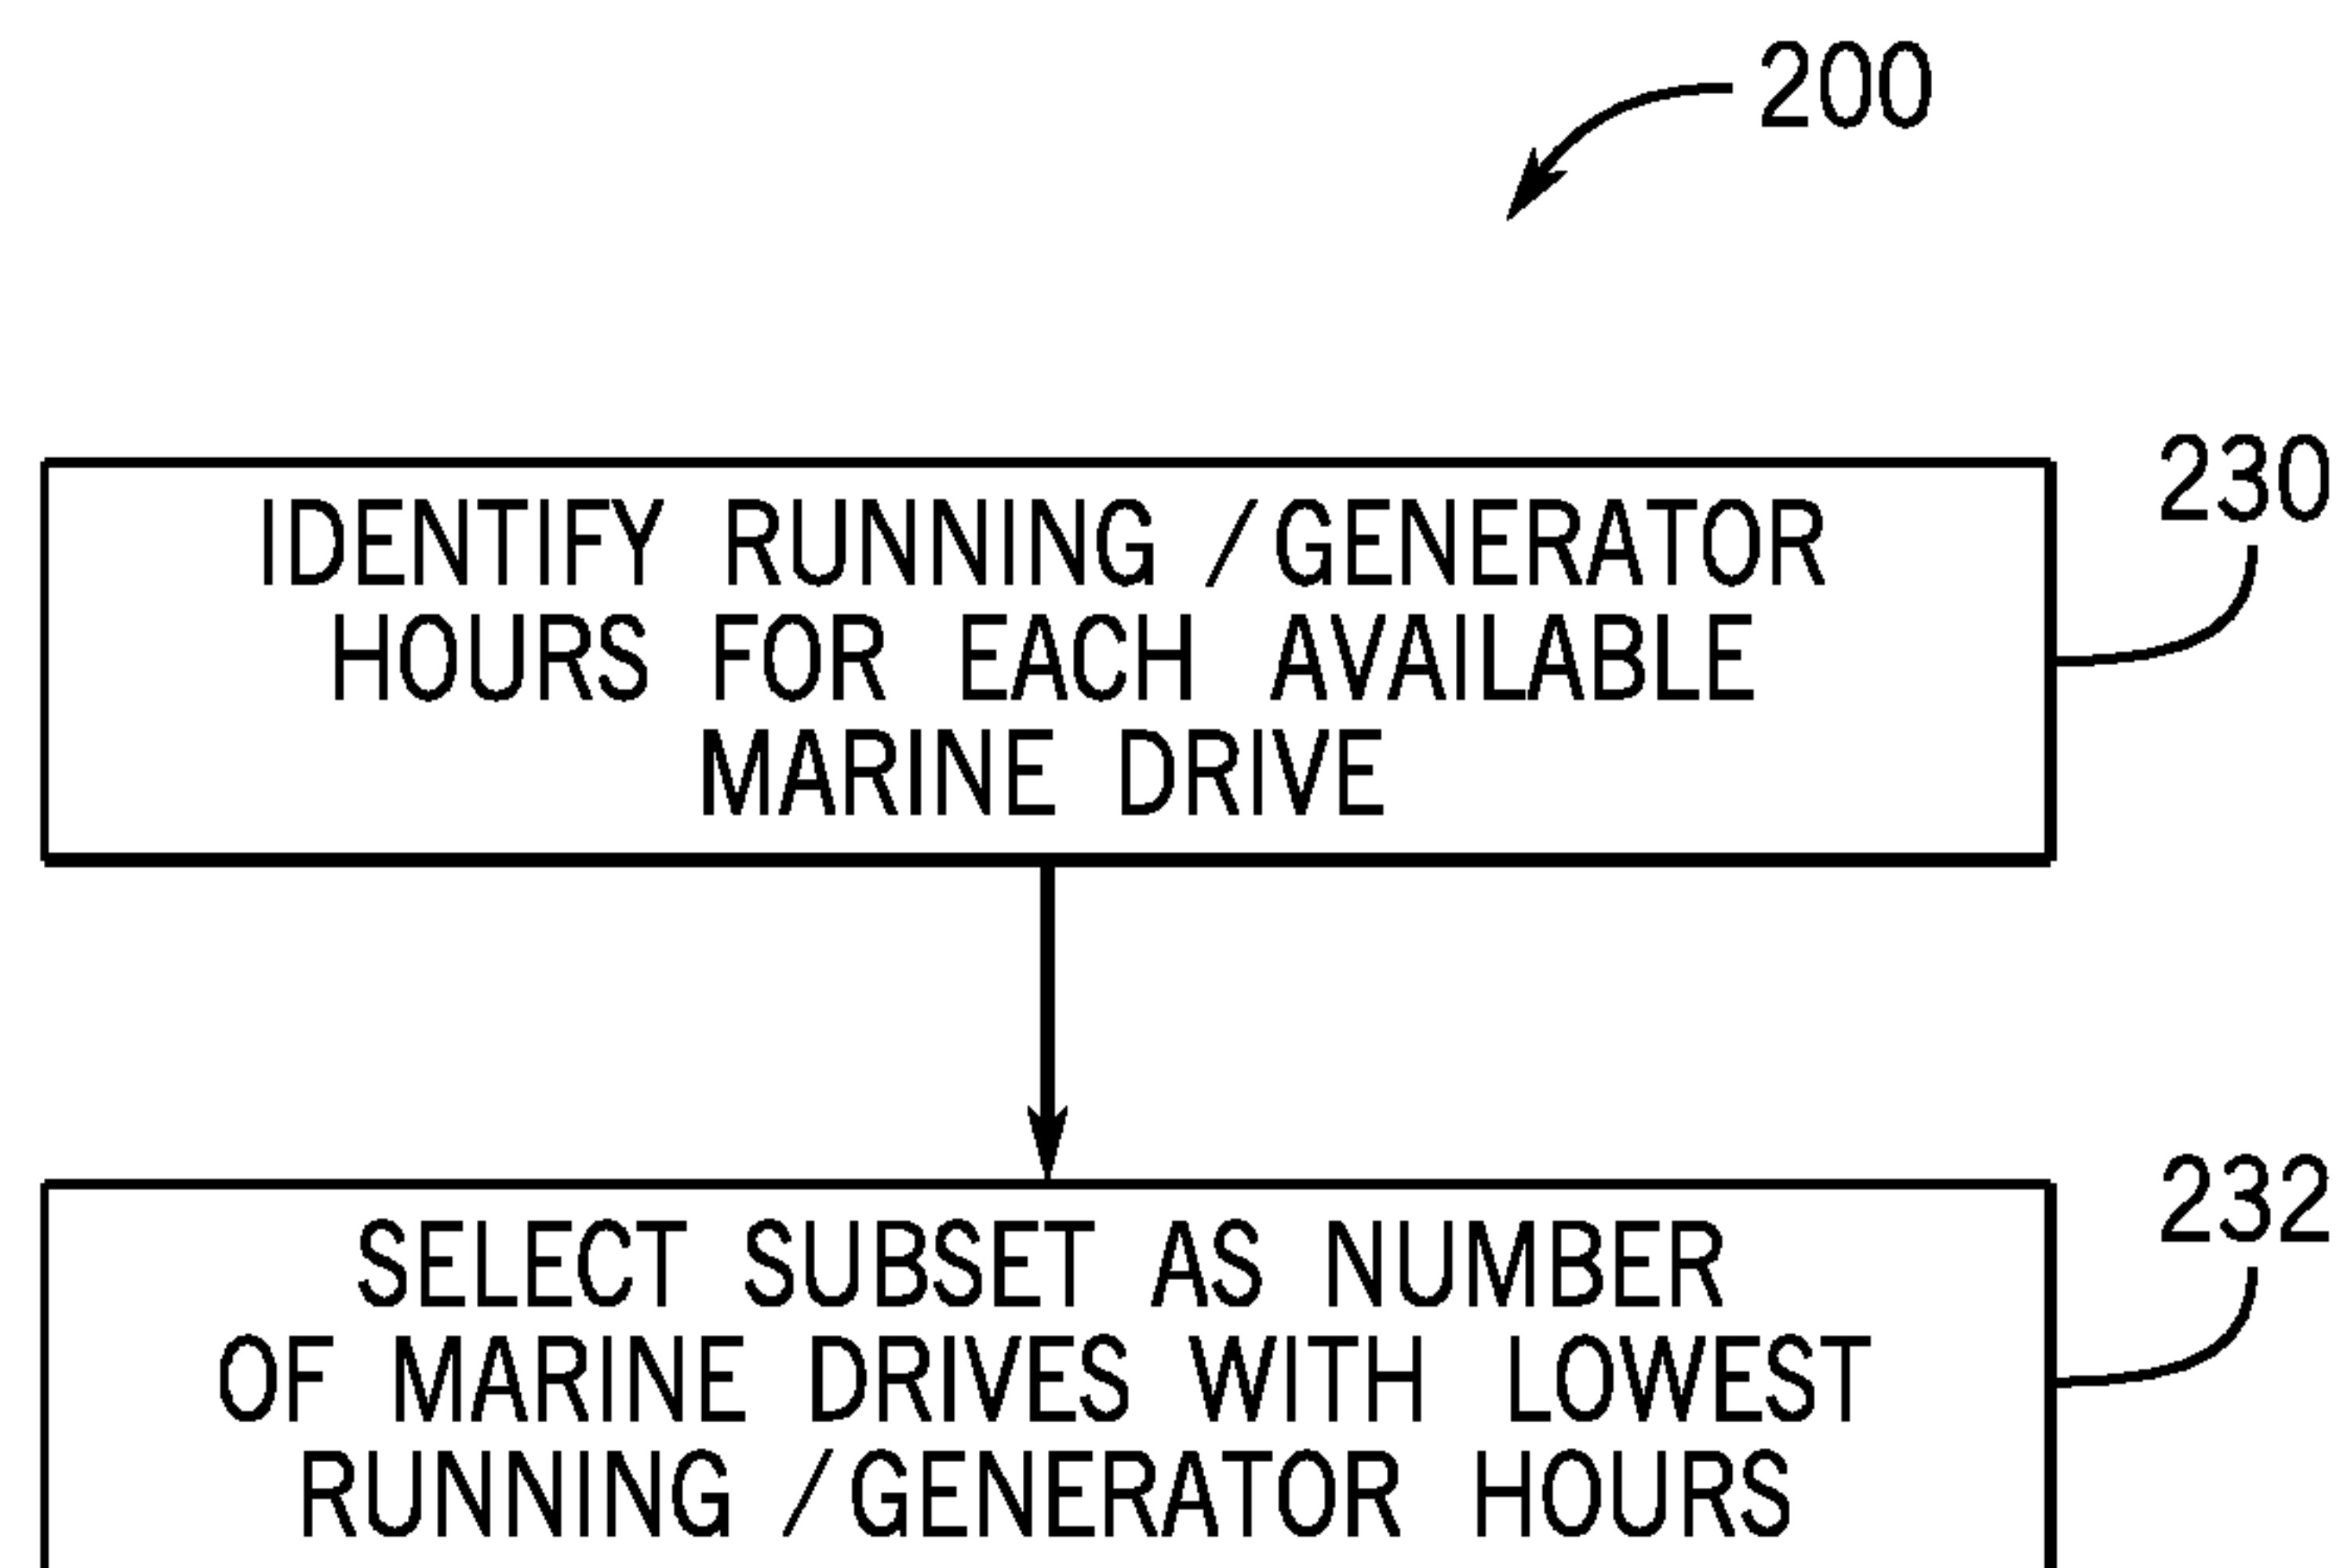 200
230
IDENTIFY RUNNING /GENERATOR
HOURS FOR EACH AVAILABLE
MARINE DRIVE
232
SELECT SUBSET AS NUMBER
OF MARINE DRIVES WITH LOWEST
RUNNING /GENERATOR HOURS